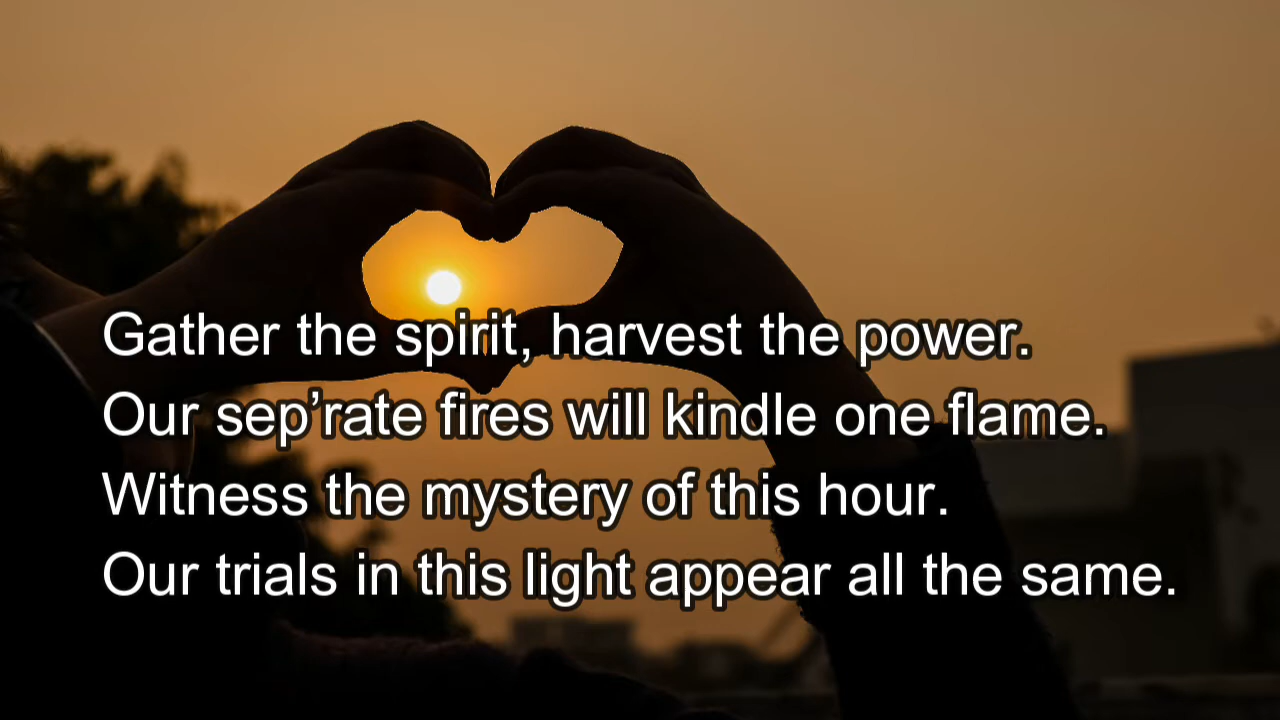 Gather the spirit, harvest the power.
Our sep’rate fires will kindle one flame.
Witness the mystery of this hour.
Our trials in this light appear all the same.